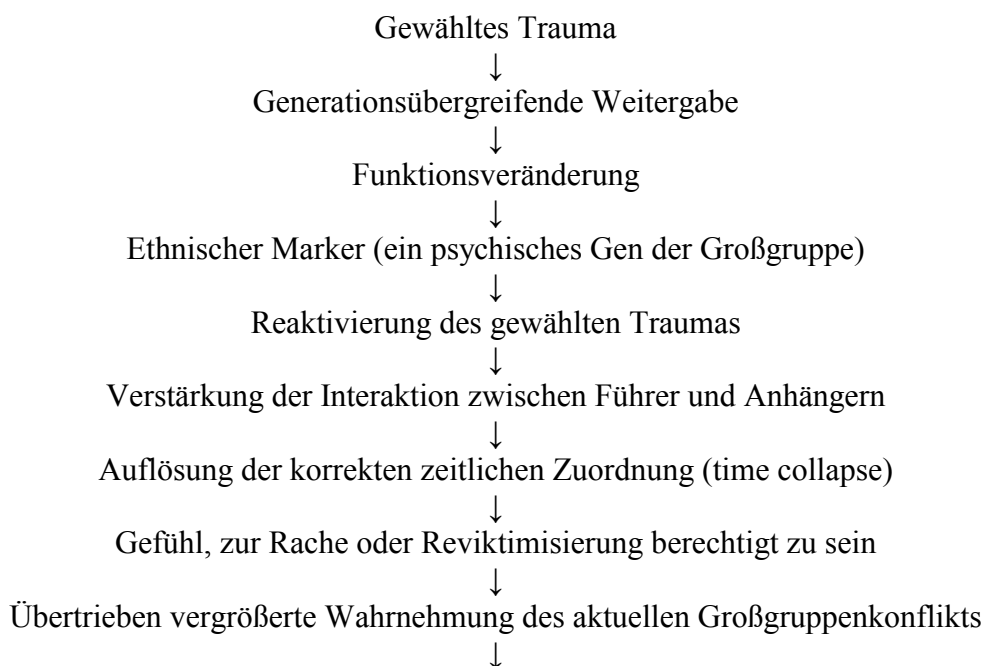 Gewähltes Trauma
↓
Generationsübergreifende Weitergabe
↓
Funktionsveränderung
↓
Ethnischer Marker (ein psychisches Gen der Großgruppe)
↓
Reaktivierung des gewählten Traumas
↓
Verstärkung der Interaktion zwischen Führer und Anhängern
↓
Auflösung der korrekten zeitlichen Zuordnung (time collapse)
↓
Gefühl, zur Rache oder Reviktimisierung berechtigt zu sein
↓
Übertrieben vergrößerte Wahrnehmung des aktuellen Großgruppenkonflikts
↓